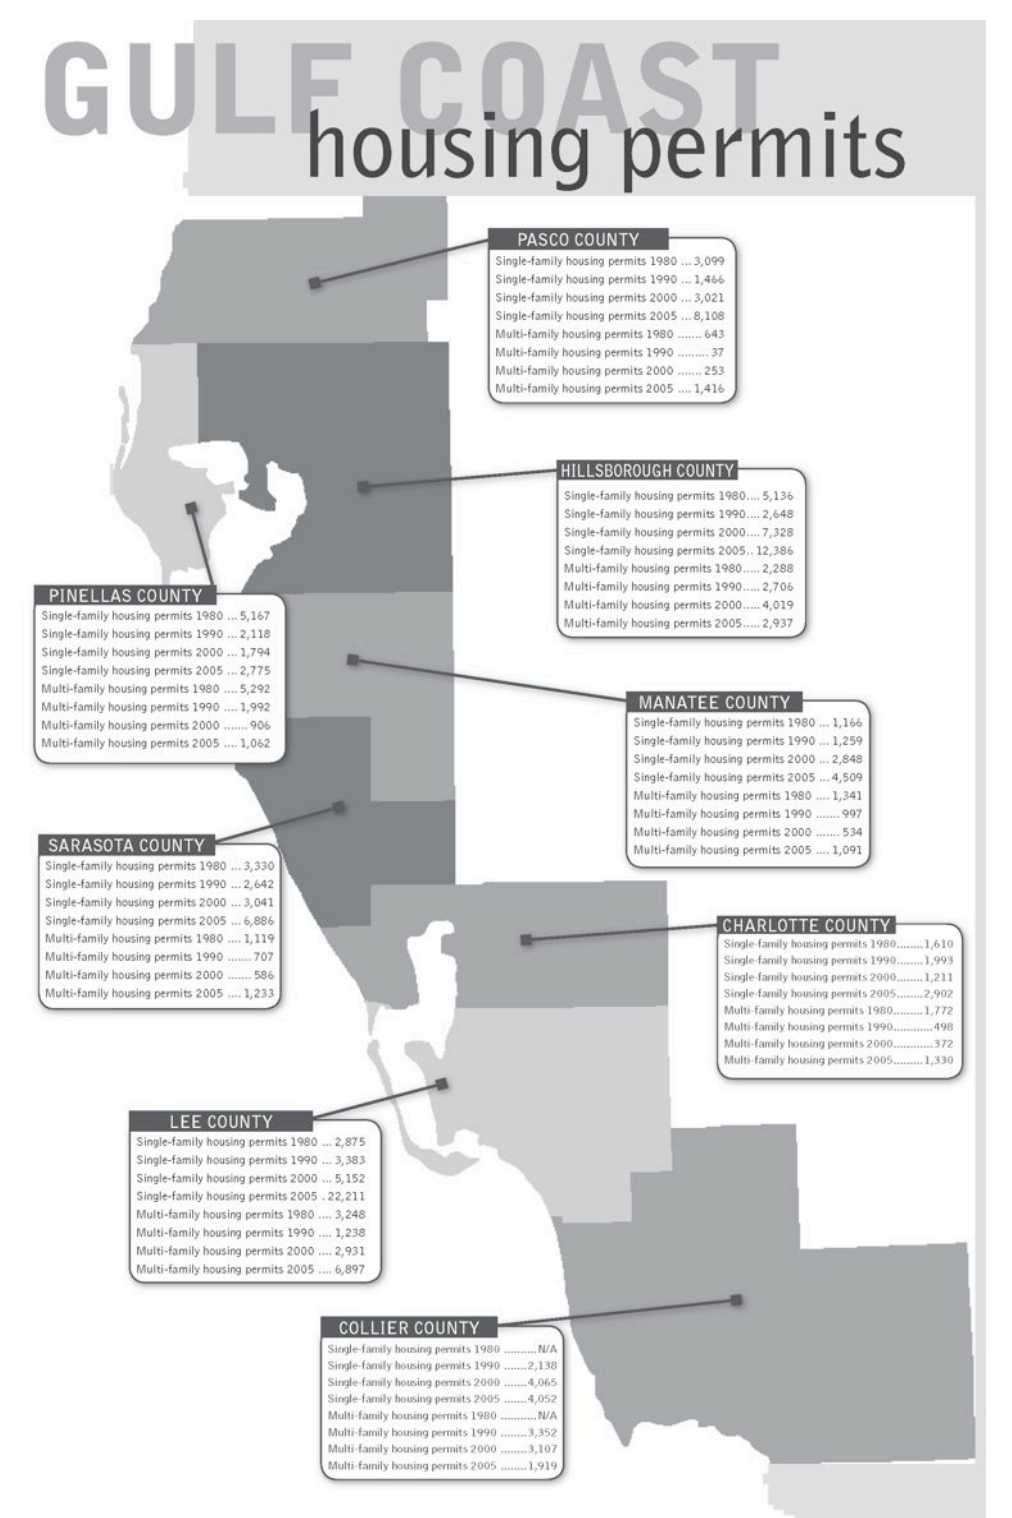 GULF COAST
housing permits
PASCO COUNTY
Single-family housing permits 1980 ... 3,099
Single-family housing permits 1990 ... 1,466
Single-family housing permits 2000 ... 3,021
Single-family housing permits 2005 ... 8,108
Multi-family housing permits 1980 ....... 643
Multi-family housing permits 1990 ......... 37
Multi-family housing permits 2000 ....... 253
Multi-family housing permits 2005 .... 1,416
HILLSBOROUGH COUNTY
Single-family housing permits 1980.... 5,136
Single-family housing permits 1990.... 2,648
Single-family housing permits 2000.... 7,328
Single-family housing permits 2005.. 12,386
Multi-family housing permits 1980..... 2,288
Multi-family housing permits 1990..... 2,706
Multi-family housing permits 2000..... 4,019
Multi-family housing permits 2005..... 2,937
PINELLAS COUNTY
Single-family housing permits 1980 ... 5,167
Single-family housing permits 1990 ... 2,118
Single-family housing permits 2000 ... 1,794
Single-family housing permits 2005 ... 2,775
Multi-family housing permits 1980 .... 5,292
Multi-family housing permits 1990 .... 1,992
Multi-family housing permits 2000 ....... 906
Multi-family housing permits 2005 .... 1,062
MANATEE COUNTY
Single-family housing permits 1980 ... 1,166
Single-family housing permits 1990 ... 1,259
Single-family housing permits 2000 ... 2,848
Single-family housing permits 2005 ... 4,509
Multi-family housing permits 1980 .... 1,341
Multi-family housing permits 1990 ....... 997
Multi-family housing permits 2000 ....... 534
Multi-family housing permits 2005 .... 1,091
SARASOTA COUNTY
Single-family housing permits 1980 ... 3,330
Single-family housing permits 1990 ... 2,642
Single-family housing permits 2000 ... 3,041
Single-family housing permits 2005 ... 6,886
Multi-family housing permits 1980 .... 1,119
Multi-family housing permits 1990 ....... 707
Multi-family housing permits 2000 ....... 586
Multi-family housing permits 2005 .... 1,233
CHARLOTTE COUNTY
Single-family housing permits 1980........1,610
Single-family housing permits 1990........1,993
Single-family housing permits 2000........1,211
Single-family housing permits 2005........2,902
Multi-family housing permits 1980.........1,772
Multi-family housing permits 1990............498
Multi-family housing permits 2000............372
Multi-family housing permits 2005.........1,330
LEE COUNTY
Single-family housing permits 1980 ... 2,875
Single-family housing permits 1990 ... 3,383
Single-family housing permits 2000 ... 5,152
Single-family housing permits 2005 . 22,211
Multi-family housing permits 1980 .... 3,248
Multi-family housing permits 1990 .... 1,238
Multi-family housing permits 2000 .... 2,931
Multi-family housing permits 2005 .... 6,897
COLLIER COUNTY
Single-family housing permits 1980 ..........N/A
Single-family housing permits 1990 .......2,138
Single-family housing permits 2000 .......4,065
Single-family housing permits 2005 .......4,052
Multi-family housing permits 1980 ...........N/A
Multi-family housing permits 1990 ........3,352
Multi-family housing permits 2000 ........3,107
Multi-family housing permits 2005 ........1,919